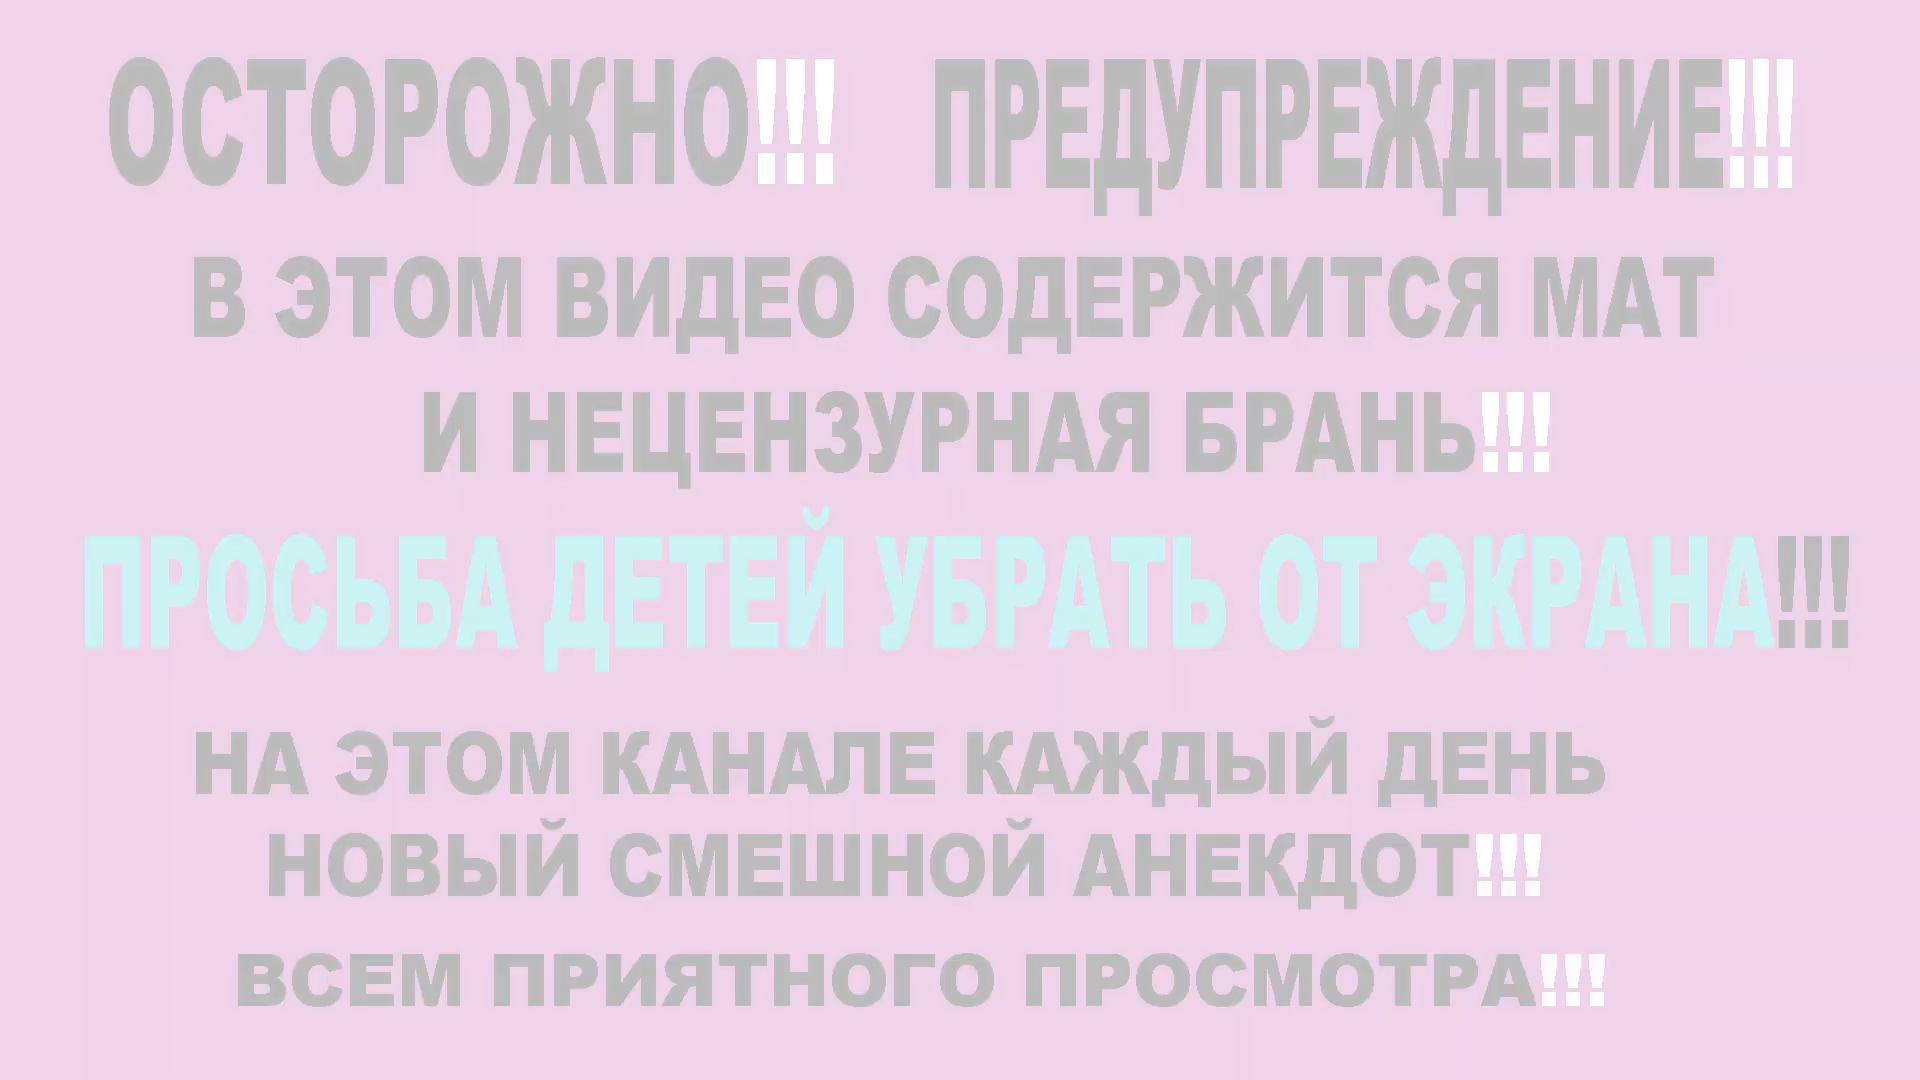 ОСТОРОЖНО!!! ПРЕДУПРЕЖДЕНИЕ!!!
В ЭТОМ ВИДЕО СОДЕРЖИТСЯ МАТ
И НЕЦЕНЗУРНАЯ БРАНЬ!!!
ПРОСЬБА ДЕТЕЙ УБРАТЬ ОТ ЭКРАНА!!!
НА ЭТОМ КАНАЛЕ КАЖДЫЙ ДЕНЬ
НОВЫЙ СМЕШНОЙ АНЕКДОТ!!!
ВСЕМ ПРИЯТНОГО ПРОСМОТРА!!!